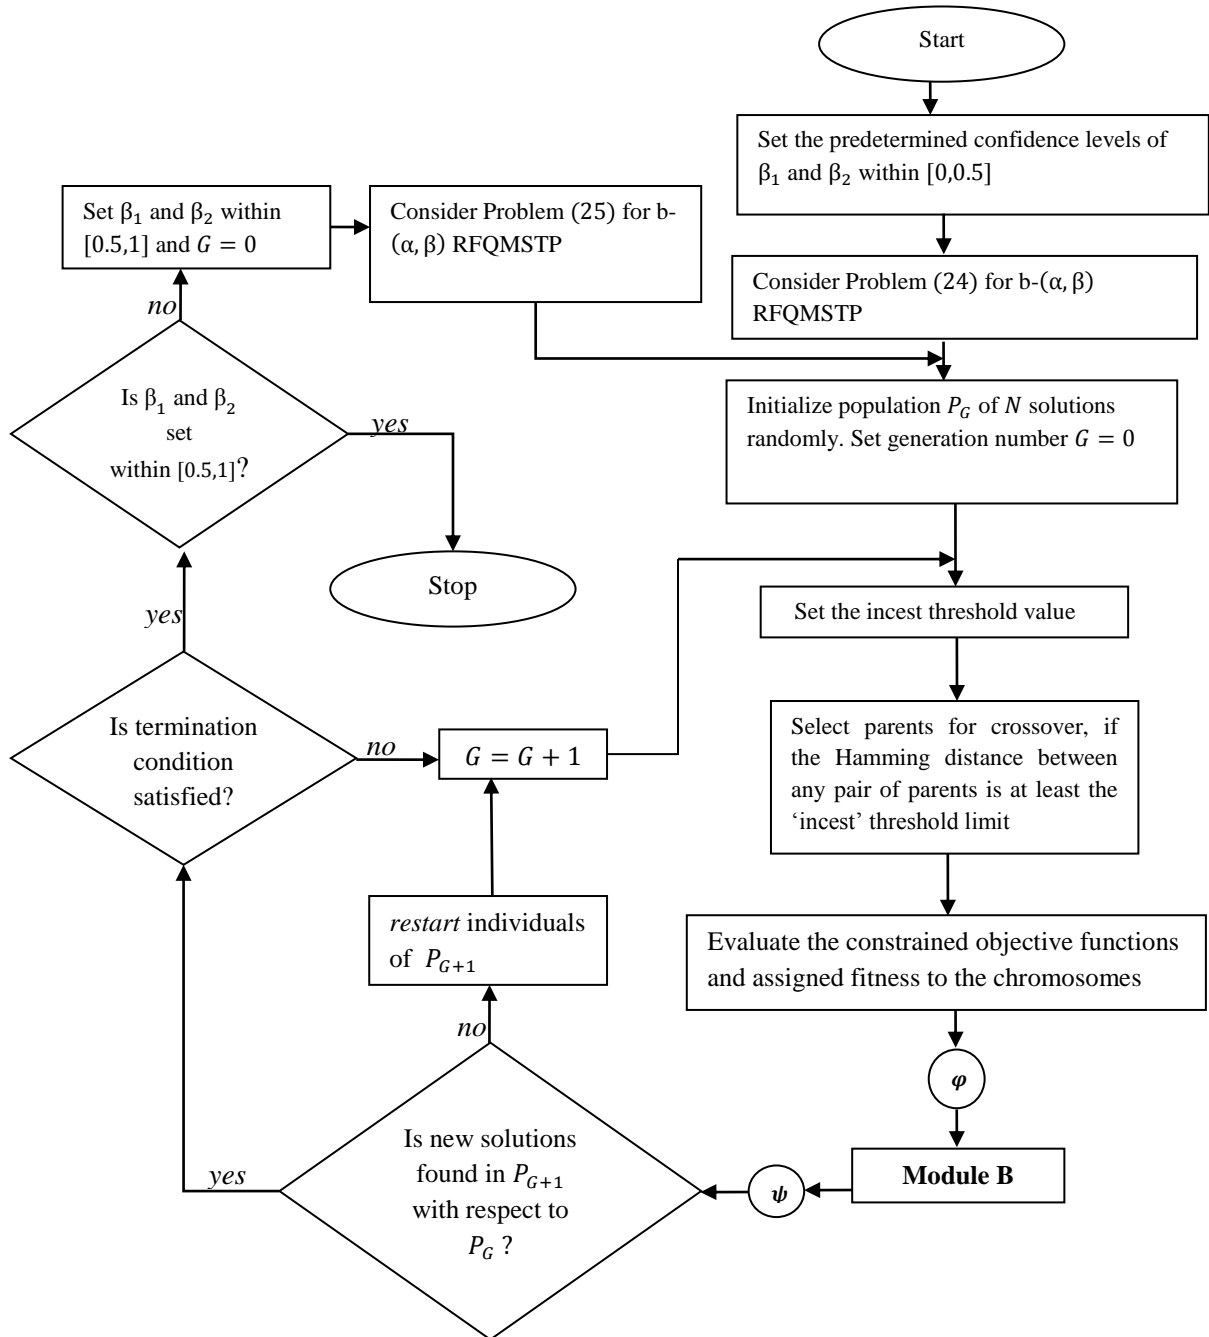 Start
Set the predetermined confidence levels of
β₁ and β₂ within [0,0.5]
Consider Problem (24) for b-(α, β)
RFQMSTP
Set β₁ and β₂ within
[0.5,1] and G = 0
Consider Problem (25) for b-
(α, β) RFQMSTP
no
Is β₁ and β₂
set
within [0.5,1]?
yes
Stop
Initialize population P_G of N solutions
randomly. Set generation number G = 0
Set the incest threshold value
yes
Is termination
condition
satisfied?
no
G = G + 1
Select parents for crossover, if
the Hamming distance between
any pair of parents is at least the
‘incest’ threshold limit
restart individuals
of P_{G+1}
Evaluate the constrained objective functions
and assigned fitness to the chromosomes
no
φ
Is new solutions
found in P_{G+1}
with respect to
P_G ?
yes
ψ
Module B